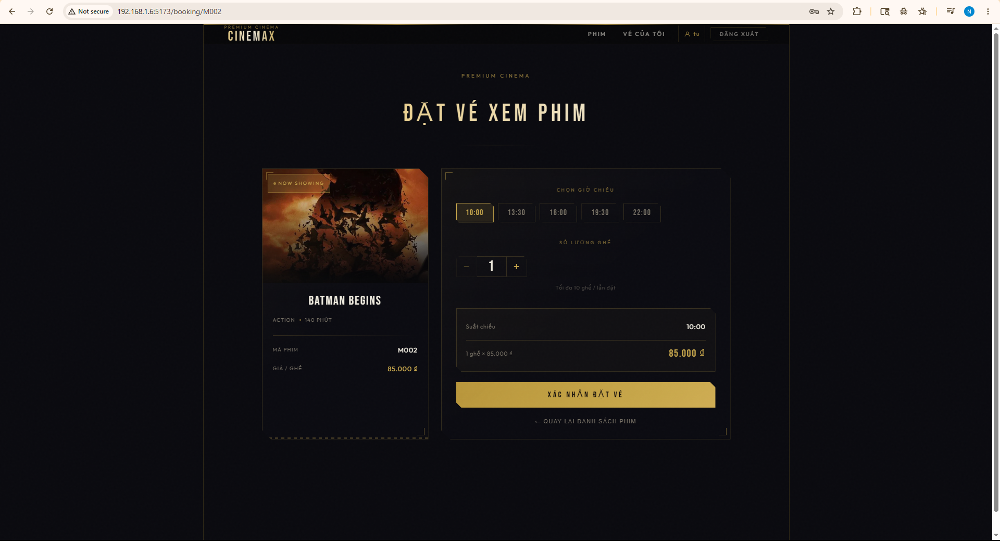 Not secure
192.168.1.6:5173/booking/M002
N
PREMIUM CINEMA
CINEMAX
PHIM
VÉ CỦA TÔI
tu
ĐĂNG XUẤT
PREMIUM CINEMA
ĐẶT VÉ XEM PHIM
NOW SHOWING
BATMAN BEGINS
ACTION • 140 PHÚT
MÃ PHIM M002
GIÁ / GHẾ 85.000 ₫
CHỌN GIỜ CHIẾU
10:00 13:30 16:00 19:30 22:00
SỐ LƯỢNG GHẾ
− 1 +
Tối đa 10 ghế / lần đặt
Suất chiếu 10:00
1 ghế × 85.000 ₫ 85.000 ₫
XÁC NHẬN ĐẶT VÉ
← QUAY LẠI DANH SÁCH PHIM